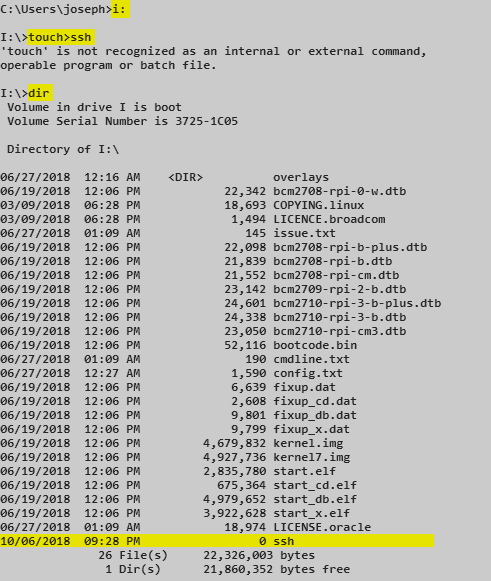 C:\Users\joseph>i:
I:\>touch>ssh
'touch' is not recognized as an internal or external command,
operable program or batch file.
I:\>dir
Volume in drive I is boot
Volume Serial Number is 3725-1C05
Directory of I:\
06/27/2018 12:16 AM <DIR> overlays
06/19/2018 12:06 PM 22,342 bcm2708-rpi-0-w.dtb
03/09/2018 06:28 PM 18,693 COPYING.linux
03/09/2018 06:28 PM 1,494 LICENCE.broadcom
06/27/2018 01:09 AM 145 issue.txt
06/19/2018 12:06 PM 22,098 bcm2708-rpi-b-plus.dtb
06/19/2018 12:06 PM 21,839 bcm2708-rpi-b.dtb
06/19/2018 12:06 PM 21,552 bcm2708-rpi-cm.dtb
06/19/2018 12:06 PM 23,142 bcm2709-rpi-2-b.dtb
06/19/2018 12:06 PM 24,601 bcm2710-rpi-3-b-plus.dtb
06/19/2018 12:06 PM 24,338 bcm2710-rpi-3-b.dtb
06/19/2018 12:06 PM 23,050 bcm2710-rpi-cm3.dtb
06/19/2018 12:06 PM 52,116 bootcode.bin
06/27/2018 01:09 AM 190 cmdline.txt
06/27/2018 12:27 AM 1,590 config.txt
06/19/2018 12:06 PM 6,639 fixup.dat
06/19/2018 12:06 PM 2,608 fixup_cd.dat
06/19/2018 12:06 PM 9,801 fixup_db.dat
06/19/2018 12:06 PM 9,799 fixup_x.dat
06/19/2018 12:06 PM 4,679,832 kernel.img
06/19/2018 12:06 PM 4,927,736 kernel7.img
06/19/2018 12:06 PM 2,835,780 start.elf
06/19/2018 12:06 PM 675,364 start_cd.elf
06/19/2018 12:06 PM 4,979,652 start_db.elf
06/19/2018 12:06 PM 3,922,628 start_x.elf
06/27/2018 01:09 AM 18,974 LICENSE.oracle
10/06/2018 09:28 PM 0 ssh
26 File(s) 22,326,003 bytes
1 Dir(s) 21,860,352 bytes free